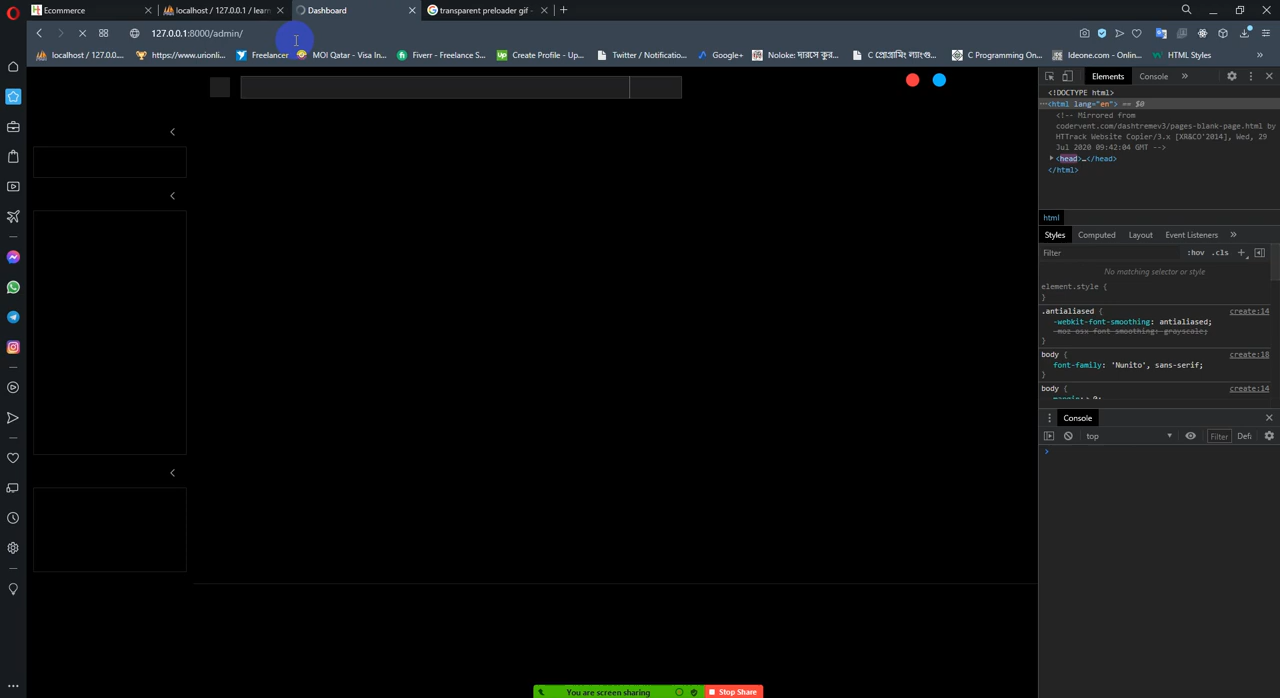 Ecommerce
localhost / 127.0.0.1 / learn
Dashboard
transparent preloader gif -
127.0.0.1:8000/admin/
localhost / 127.0.0....
https://www.urionli...
Freelancer
MOI Qatar - Visa In...
Fiverr - Freelance S...
Create Profile - Up...
Twitter / Notificatio...
Adsense - Google
C Programming On...
Ideone.com - Onlin...
HTML Styles
Elements
Console
<!DOCTYPE html>
<html lang="en"> == $0
<!-- Mirrored from
codervent.com/dashtremev3/pages-blank-page.html by
HTTrack Website Copier/3.x [XR&CO'2014], Wed, 29
Jul 2020 09:42:04 GMT -->
<head>…</head>
</html>
html
Styles
Computed
Layout
Event Listeners
Filter
:hov
.cls
No matching selector or style
element.style {
}
.antialiased {
create:14
-webkit-font-smoothing: antialiased;
-moz-osx-font-smoothing: grayscale;
}
body {
create:18
font-family: 'Nunito', sans-serif;
}
body {
create:14
margin: 0;
Console
top
Filter
Defa
You are screen sharing
Stop Share